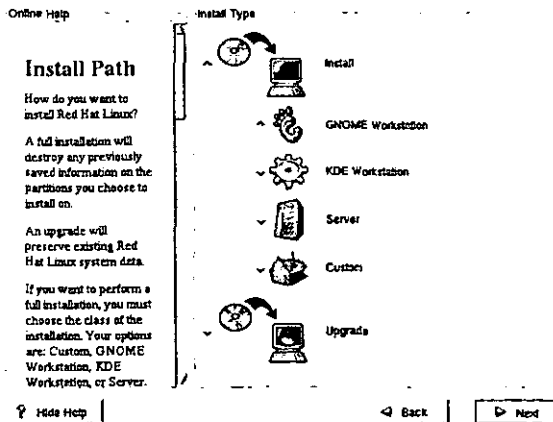 Online Help
Install Type
Install Path
How do you want to
install Red Hat Linux?
A full installation will
destroy any previously
saved information on the
partitions you choose to
install on.
An upgrade will
preserve existing Red
Hat Linux system data.
If you want to perform a
full installation, you must
choose the class of the
installation. Your options
are: Custom, GNOME
Workstation, KDE
Workstation, or Server.
Install
GNOME Workstation
KDE Workstation
Server
Custom
Upgrade
? Hide Help
Back
Next